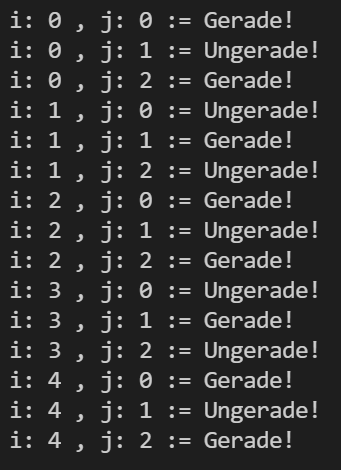 i: 0 , j: 0 := Gerade!
i: 0 , j: 1 := Ungerade!
i: 0 , j: 2 := Gerade!
i: 1 , j: 0 := Ungerade!
i: 1 , j: 1 := Gerade!
i: 1 , j: 2 := Ungerade!
i: 2 , j: 0 := Gerade!
i: 2 , j: 1 := Ungerade!
i: 2 , j: 2 := Gerade!
i: 3 , j: 0 := Ungerade!
i: 3 , j: 1 := Gerade!
i: 3 , j: 2 := Ungerade!
i: 4 , j: 0 := Gerade!
i: 4 , j: 1 := Ungerade!
i: 4 , j: 2 := Gerade!